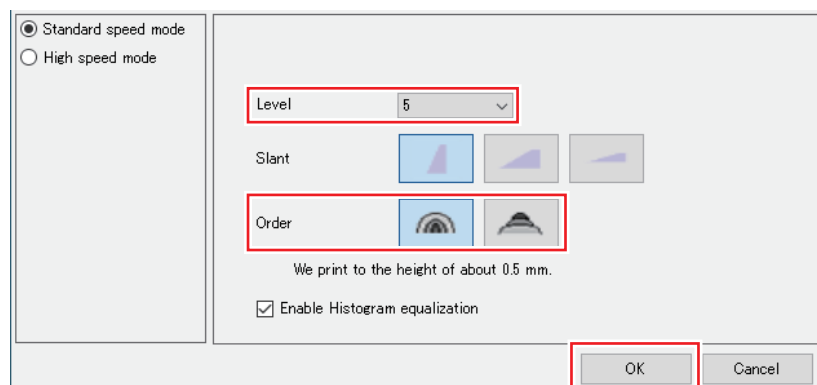 Standard speed mode
High speed mode
Level 5
Slant
Order
We print to the height of about 0.5 mm.
Enable Histogram equalization
OK Cancel